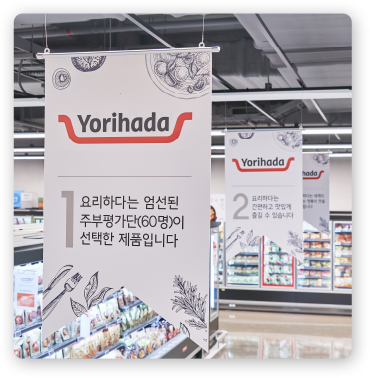 Yorihada
1
요리하다는 엄선된
주부평가단(60명)이
선택한 제품입니다
Yorihada
2
요리하다는
간편하고 맛있게
즐길 수 있습니다
Yorihada